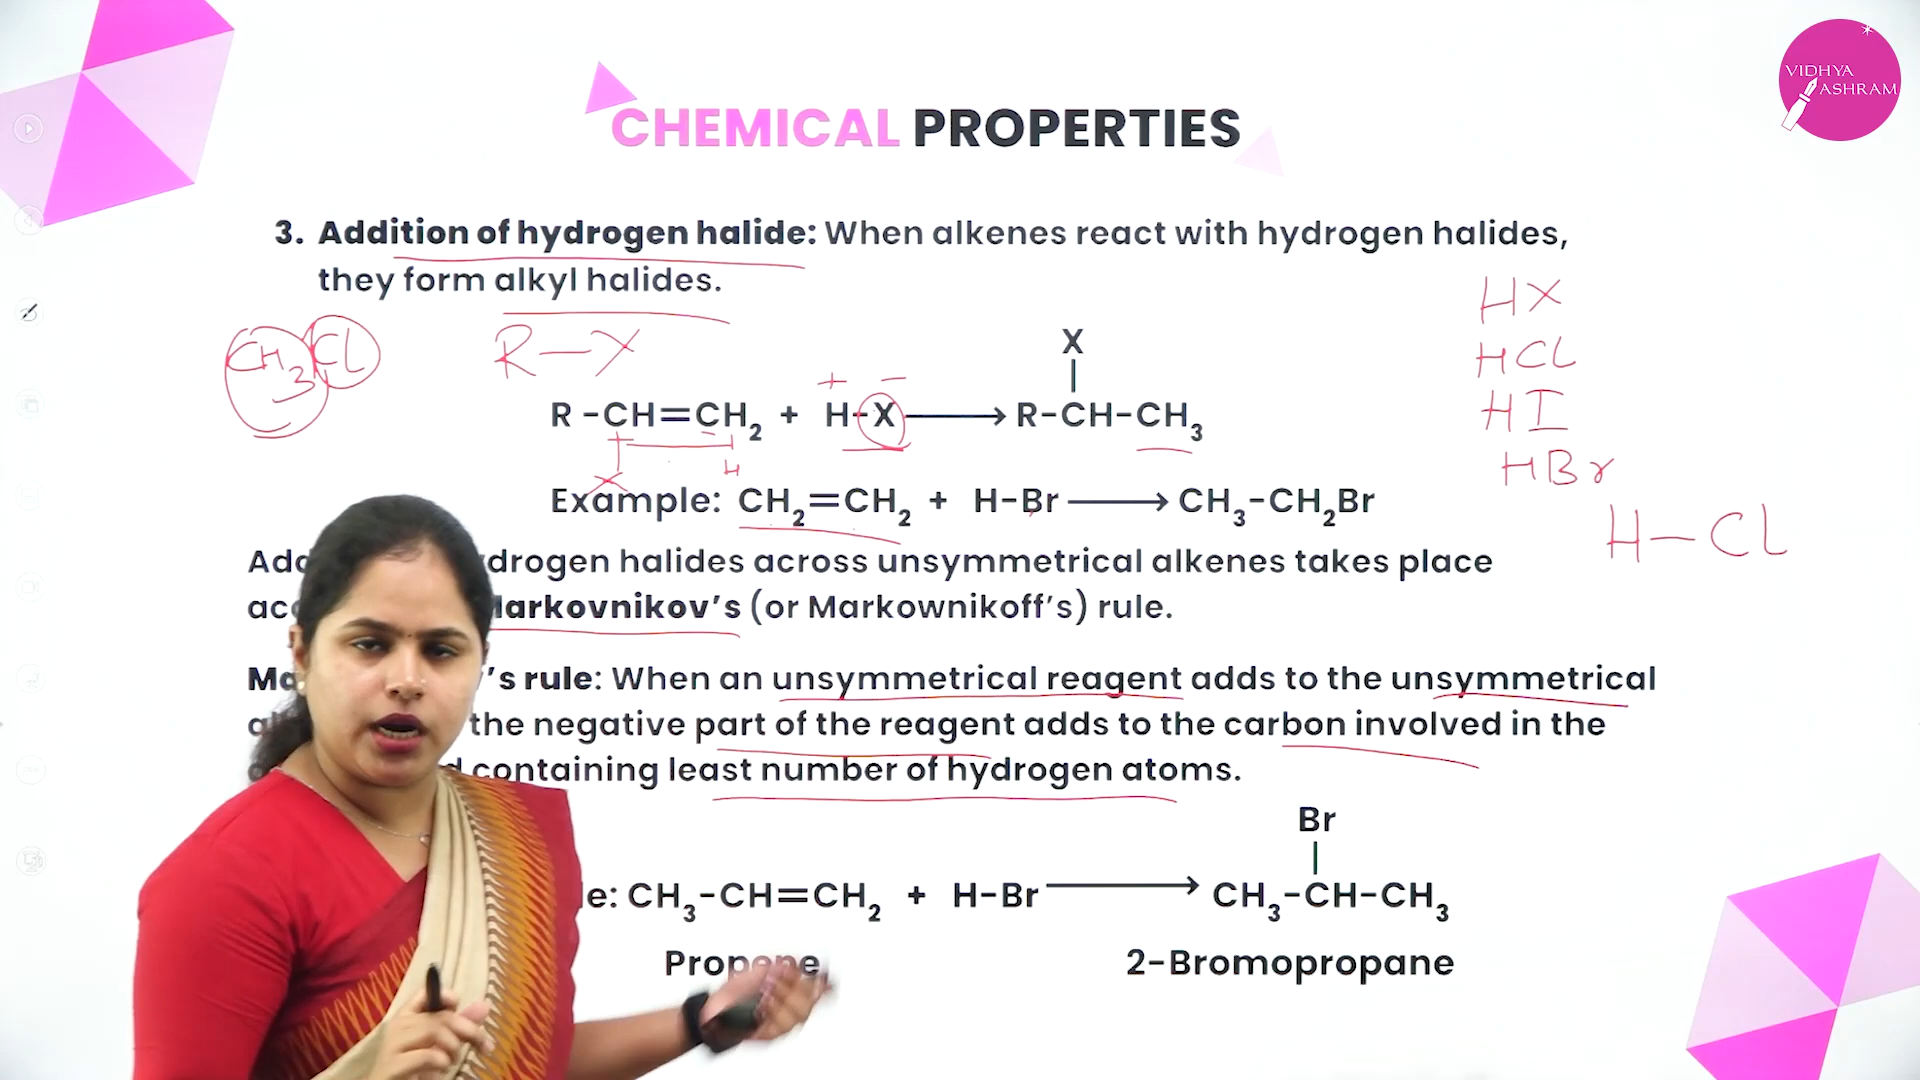 VIDHYA
ASHRAM
CHEMICAL PROPERTIES
3. Addition of hydrogen halide: When alkenes react with hydrogen halides,
they form alkyl halides.
HX
CH3 Cl
R-X
HCL
X
+ -
R -CH=CH2 + H-X⟶R-CH-CH3
HI
H
X
HBr
Example: CH2=CH2 + H-Br⟶CH3-CH2Br
H-CL
drogen halides across unsymmetrical alkenes takes place
arkovnikov's (or Markownikoff's) rule.
's rule: When an unsymmetrical reagent adds to the unsymmetrical
the negative part of the reagent adds to the carbon involved in the
containing least number of hydrogen atoms.
Br
e: CH3-CH=CH2 + H-Br⟶CH3-CH-CH3
Propene 2-Bromopropane